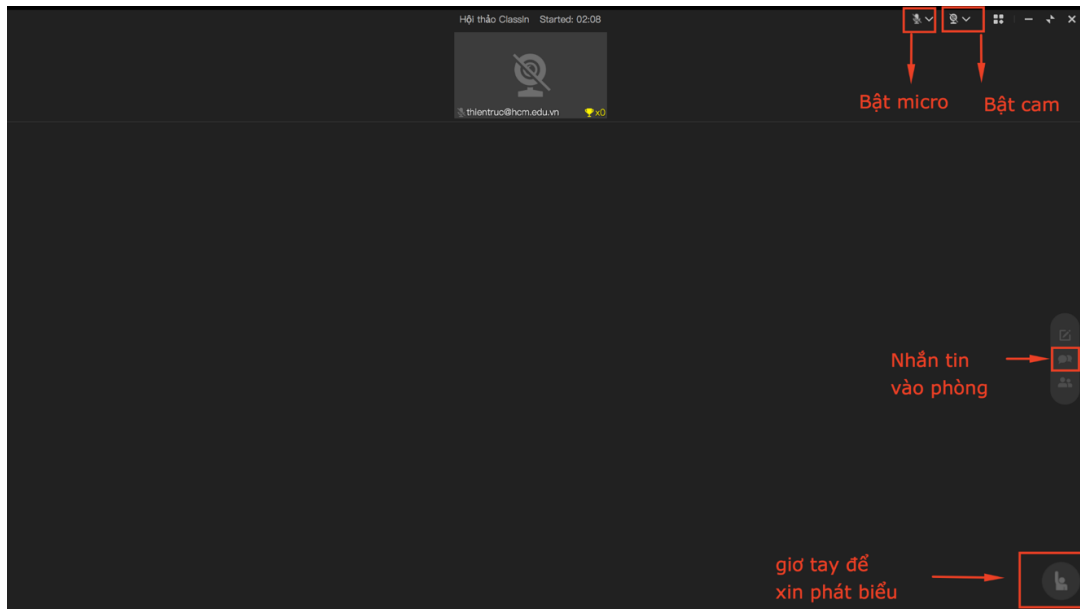 Hội thảo ClassIn Started: 02:08
thientruc@hcm.edu.vn x0
Bật micro
Bật cam
Nhắn tin
vào phòng
giơ tay để
xin phát biểu